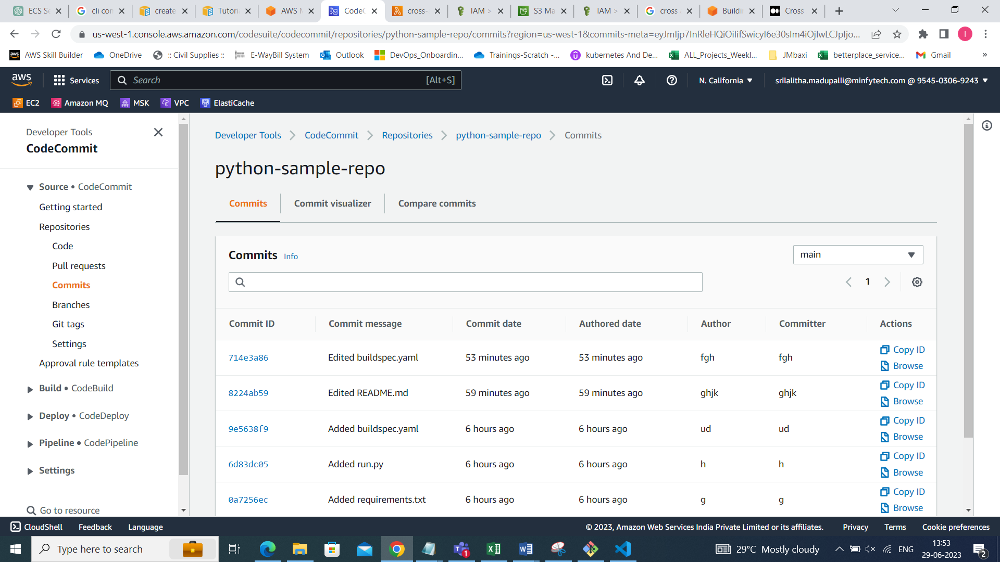 ECS Se
cli con
create
Tutori
AWS M
CodeC
cross-
IAM >
S3 Ma
IAM >
cross
Buildin
Cross
us-west-1.console.aws.amazon.com/codesuite/codecommit/repositories/python-sample-repo/commits?region=us-west-1&commits-meta=
AWS Skill Builder
OneDrive
:: Civil Supplies ::
E-WayBill System
Outlook
DevOps_Onboardin...
Trainings-Scratch -...
kubernetes And De...
ALL_Projects_Weekl...
JMbaxi
betterplace_service...
Gmail
»
aws
Services
Search [Alt+S]
N. California
srilalitha.madupalli@minfytech.com @ 9545-0306-9243
EC2
Amazon MQ
MSK
VPC
ElastiCache
Developer Tools
CodeCommit
Source • CodeCommit
Getting started
Repositories
Code
Pull requests
Commits
Branches
Git tags
Settings
Approval rule templates
Build • CodeBuild
Deploy • CodeDeploy
Pipeline • CodePipeline
Settings
Go to resource
Developer Tools > CodeCommit > Repositories > python-sample-repo > Commits
python-sample-repo
Commits
Commit visualizer
Compare commits
Commits Info
main
1
Commit ID Commit message Commit date Authored date Author Committer Actions
714e3a86 Edited buildspec.yaml 53 minutes ago 53 minutes ago fgh fgh Copy ID
Browse
8224ab59 Edited README.md 59 minutes ago 59 minutes ago ghjk ghjk Copy ID
Browse
9e5638f9 Added buildspec.yaml 6 hours ago 6 hours ago ud ud Copy ID
Browse
6d83dc05 Added run.py 6 hours ago 6 hours ago h h Copy ID
Browse
0a7256ec Added requirements.txt 6 hours ago 6 hours ago g g Copy ID
Browse
CloudShell
Feedback
Language
© 2023, Amazon Web Services India Private Limited or its affiliates.
Privacy
Terms
Cookie preferences
Type here to search
1
29°C Mostly cloudy
ENG
13:53
29-06-2023
2